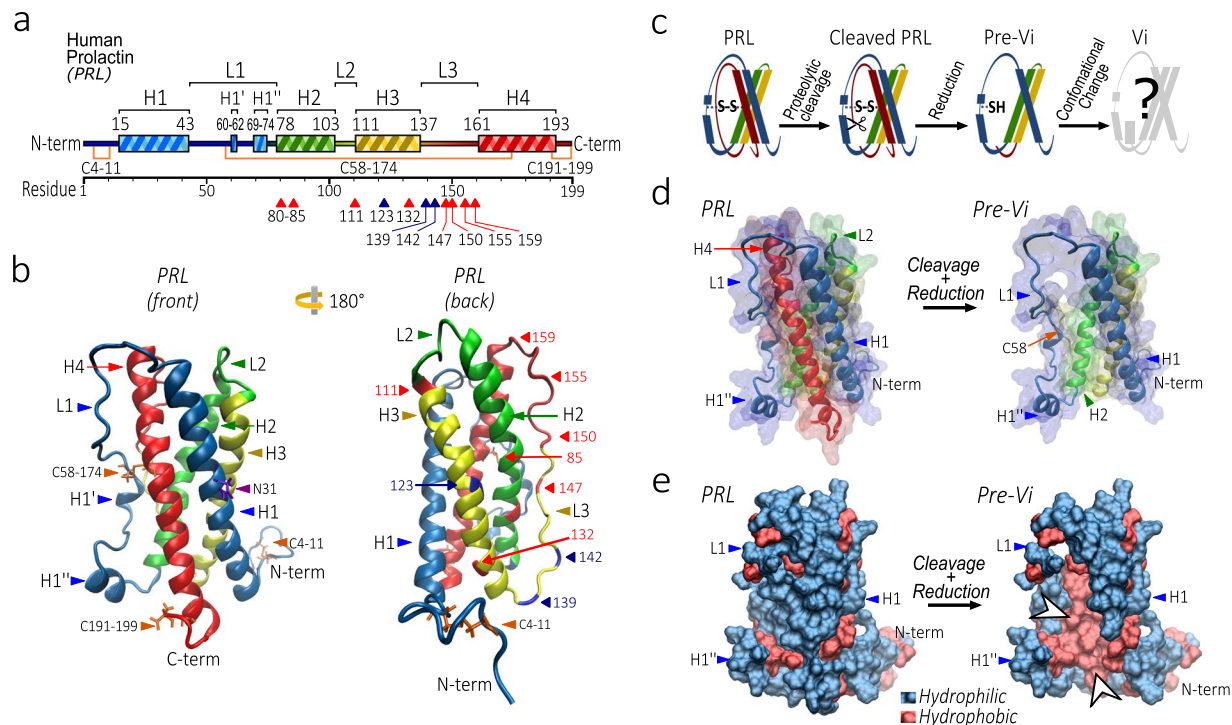 a
Human
Prolactin
(PRL)
L1
L2
L3
H1
H1'
H1''
H2
H3
H4
15
43
60-62
69-74
78
103
111
137
161
193
N-term
C-term
C4-11
C58-174
C191-199
Residue
1
50
100
150
199
80-85
111
123
132
139
142
147
150
155
159
b
PRL
(front)
180°
PRL
(back)
H4
L1
L2
H2
H3
C58-174
N31
H1'
H1
C4-11
N-term
H1''
C191-199
C-term
L2
159
111
155
H3
H2
150
85
123
147
L3
132
H1
142
139
C4-11
N-term
c
PRL
Cleaved PRL
Pre-Vi
Vi
Proteolytic
cleavage
Reduction
Confomational
Change
S-S
S-S
SH
?
d
PRL
Pre-Vi
H4
L2
L1
Cleavage
+
Reduction
L1
C58
H1
H1
N-term
N-term
H1''
H1''
H2
e
PRL
Pre-Vi
L1
L1
Cleavage
+
Reduction
H1
H1
N-term
H1''
H1''
N-term
Hydrophilic
Hydrophobic